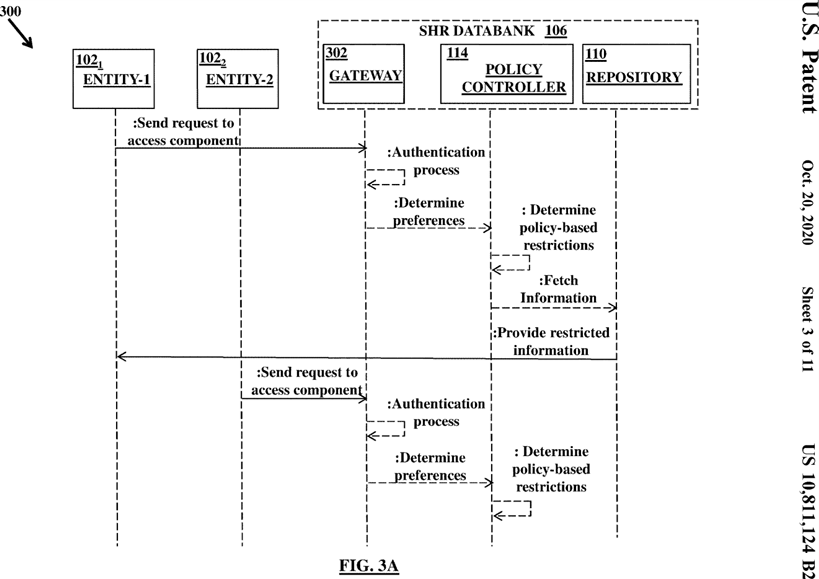 300
SHR DATABANK 106
102₁
ENTITY-1
102₂
ENTITY-2
302
GATEWAY
114
POLICY
CONTROLLER
110
REPOSITORY
:Send request to
access component
:Authentication
process
:Determine
preferences
: Determine
policy-based
restrictions
:Fetch
Information
:Provide restricted
information
:Send request to
access component
:Authentication
process
:Determine
preferences
: Determine
policy-based
restrictions
FIG. 3A
U.S. Patent
Oct. 20, 2020
Sheet 3 of 11
US 10,811,124 B2